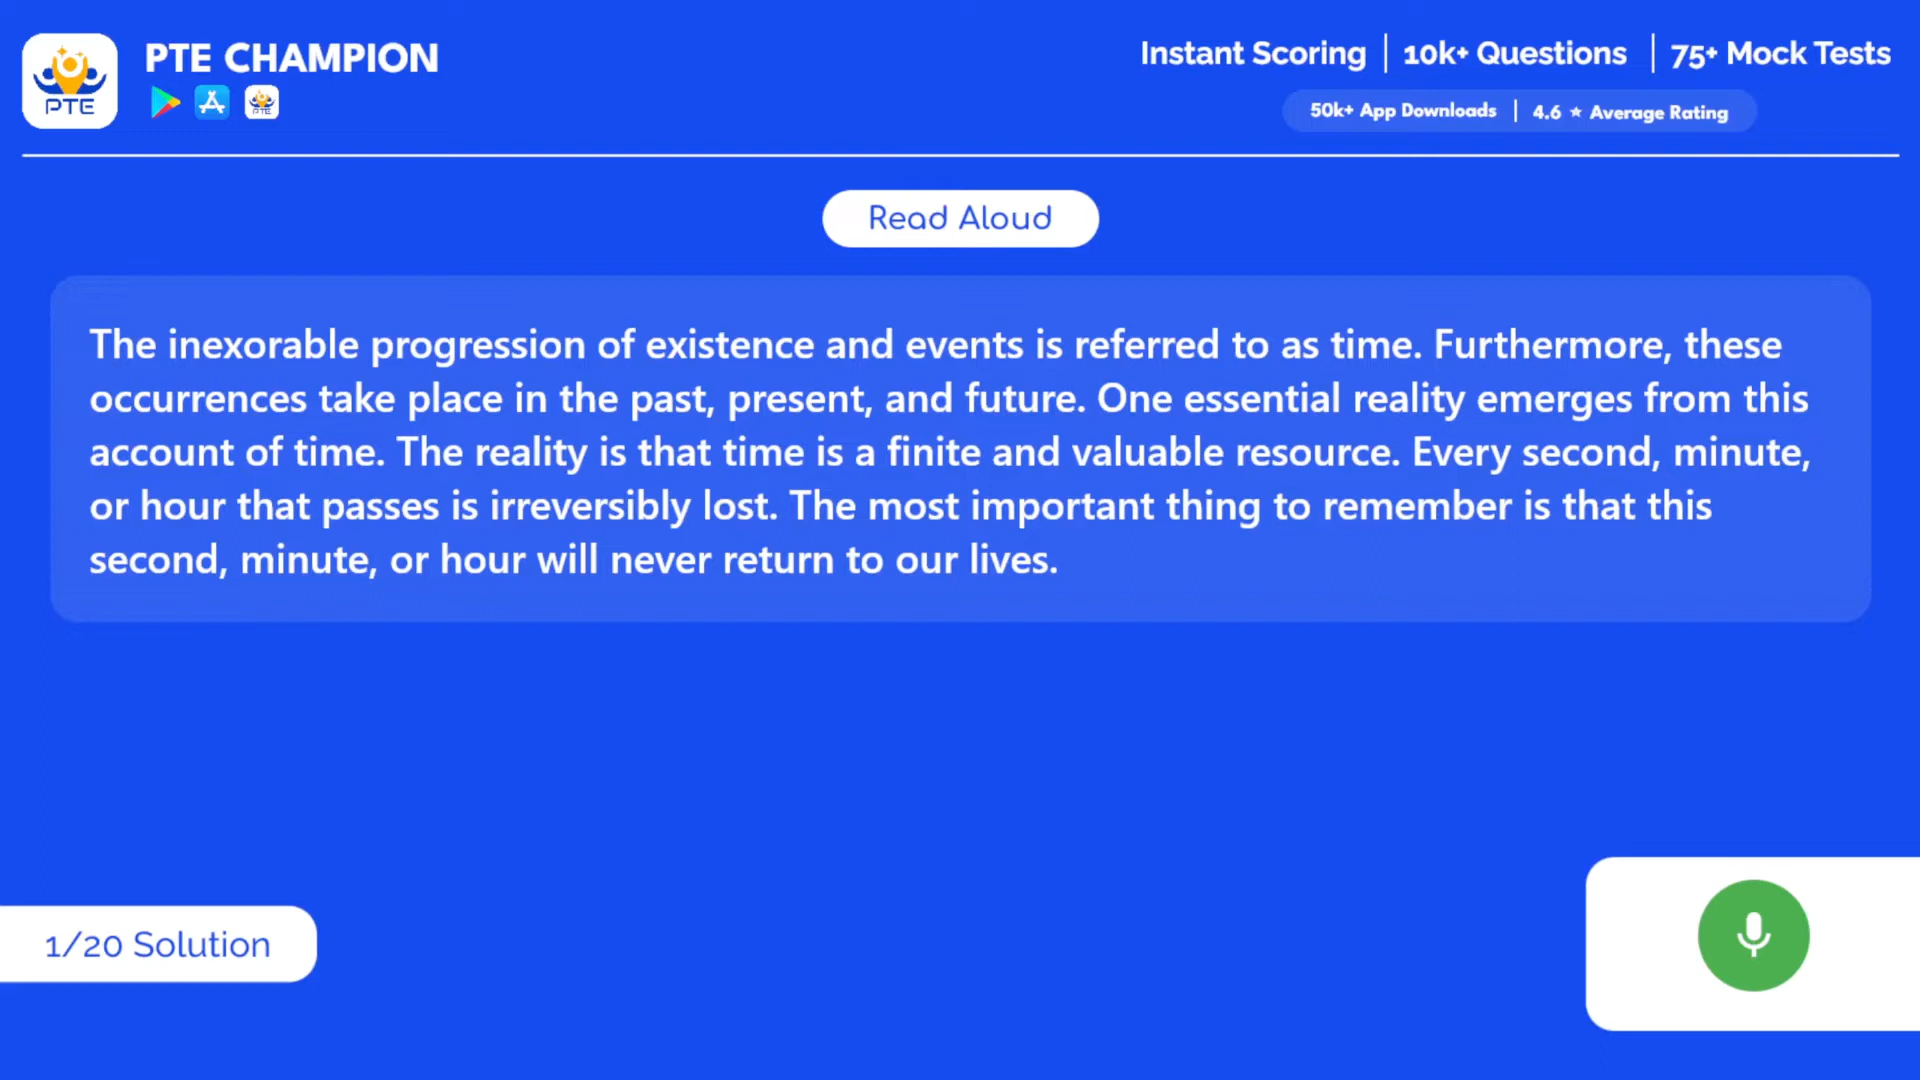 PTE CHAMPION
PTE
PTE
Instant Scoring | 10k+ Questions | 75+ Mock Tests
50k+ App Downloads | 4.6 ★ Average Rating
Read Aloud
The inexorable progression of existence and events is referred to as time. Furthermore, these
occurrences take place in the past, present, and future. One essential reality emerges from this
account of time. The reality is that time is a finite and valuable resource. Every second, minute,
or hour that passes is irreversibly lost. The most important thing to remember is that this
second, minute, or hour will never return to our lives.
1/20 Solution